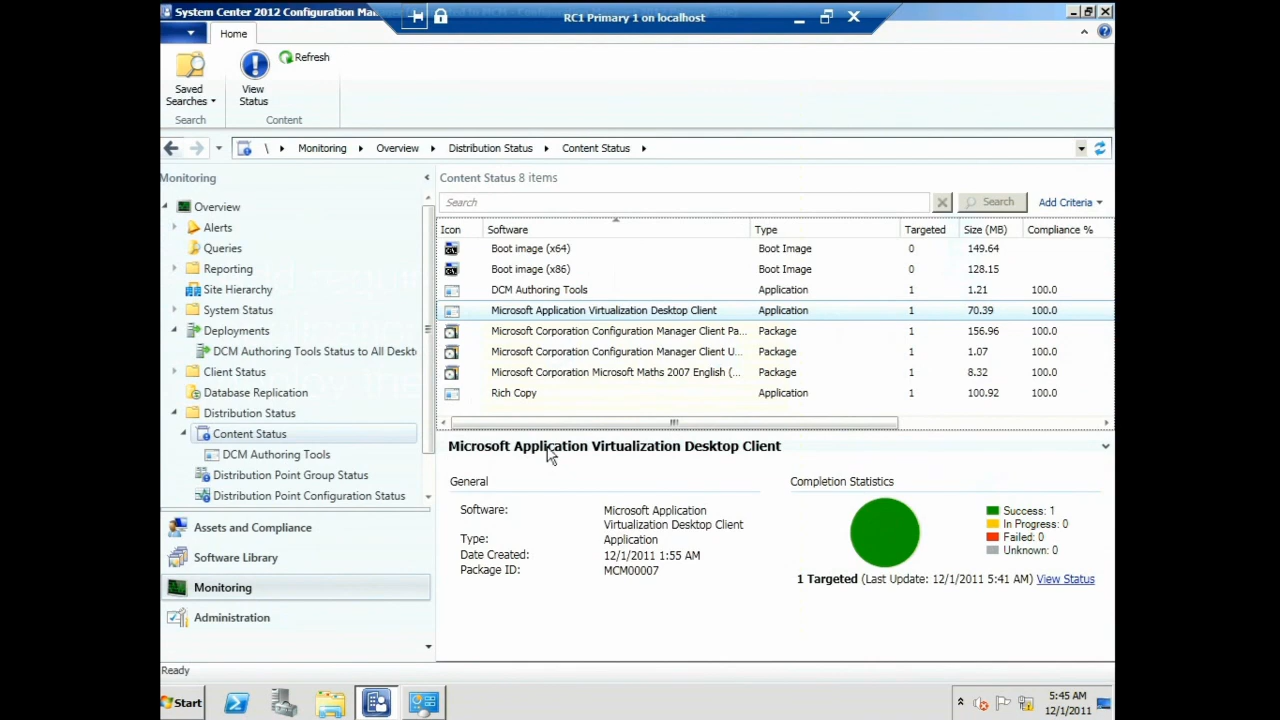 System Center 2012 Configuration Ma
RC1 Primary 1 on localhost
Home
Saved Searches
View Status
Refresh
Search
Content
\ Monitoring Overview Distribution Status Content Status
Monitoring
Overview
Alerts
Queries
Reporting
Site Hierarchy
System Status
Deployments
DCM Authoring Tools Status to All Deskto
Client Status
Database Replication
Distribution Status
Content Status
DCM Authoring Tools
Distribution Point Group Status
Distribution Point Configuration Status
Assets and Compliance
Software Library
Monitoring
Administration
Content Status 8 items
Search
Search
Add Criteria
Icon Software Type Targeted Size (MB) Compliance %
Boot image (x64) Boot Image 0 149.64
Boot image (x86) Boot Image 0 128.15
DCM Authoring Tools Application 1 1.21 100.0
Microsoft Application Virtualization Desktop Client Application 1 70.39 100.0
Microsoft Corporation Configuration Manager Client Pa... Package 1 156.96 100.0
Microsoft Corporation Configuration Manager Client U... Package 1 1.07 100.0
Microsoft Corporation Microsoft Maths 2007 English (... Package 1 8.32 100.0
Rich Copy Application 1 100.92 100.0
Microsoft Application Virtualization Desktop Client
General
Software: Microsoft Application
Virtualization Desktop Client
Type: Application
Date Created: 12/1/2011 1:55 AM
Package ID: MCM00007
Completion Statistics
Success: 1
In Progress: 0
Failed: 0
Unknown: 0
1 Targeted (Last Update: 12/1/2011 5:41 AM) View Status
Ready
Start
5:45 AM
12/1/2011